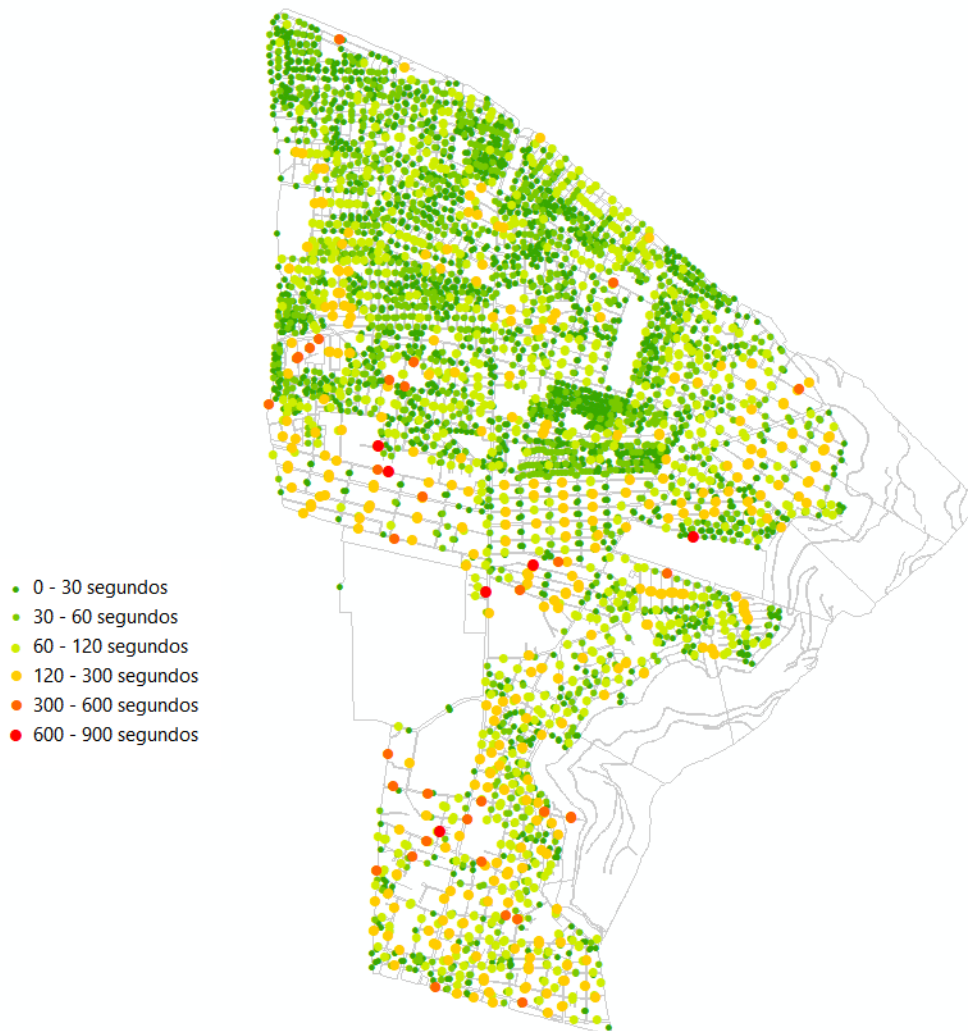 0 - 30 segundos
30 - 60 segundos
60 - 120 segundos
120 - 300 segundos
300 - 600 segundos
600 - 900 segundos